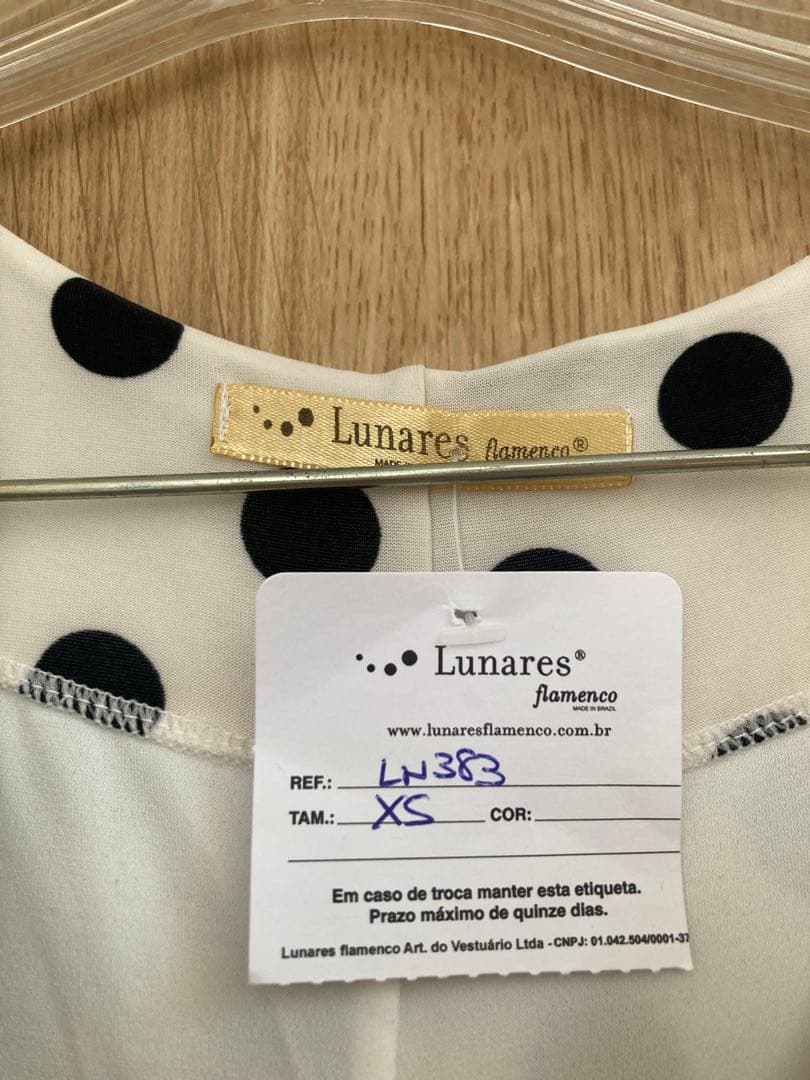 Lunares flamenco®
MADE
Lunares®
flamenco
MADE IN BRAZIL
www.lunaresflamenco.com.br
REF.: LN383
TAM.: XS COR:
Em caso de troca manter esta etiqueta.
Prazo máximo de quinze dias.
Lunares flamenco Art. do Vestuário Ltda - CNPJ: 01.042.504/0001-37